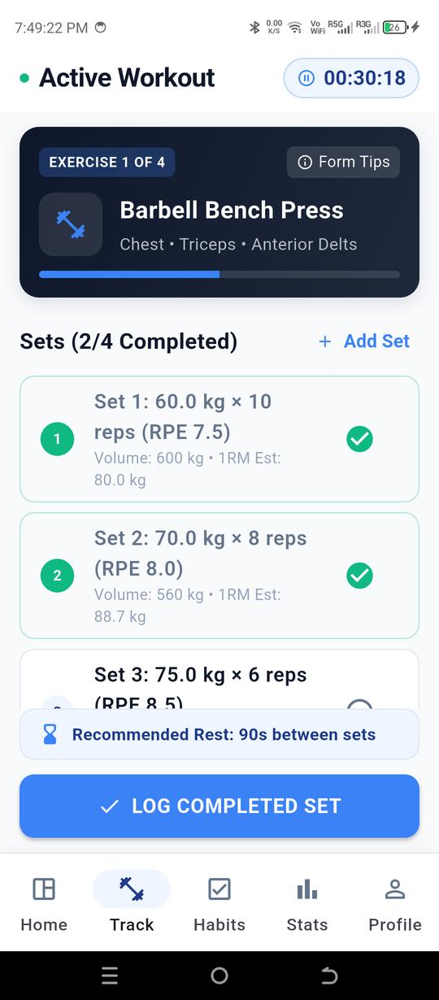 7:49:22 PM
0.00 K/S
Vo WiFi
R5G
R3G
26
Active Workout
00:30:18
EXERCISE 1 OF 4
Form Tips
Barbell Bench Press
Chest • Triceps • Anterior Delts
Sets (2/4 Completed)
+ Add Set
1
Set 1: 60.0 kg × 10
reps (RPE 7.5)
Volume: 600 kg • 1RM Est:
80.0 kg
2
Set 2: 70.0 kg × 8 reps
(RPE 8.0)
Volume: 560 kg • 1RM Est:
88.7 kg
Set 3: 75.0 kg × 6 reps
(RPE 8.5)
Recommended Rest: 90s between sets
LOG COMPLETED SET
Home
Track
Habits
Stats
Profile